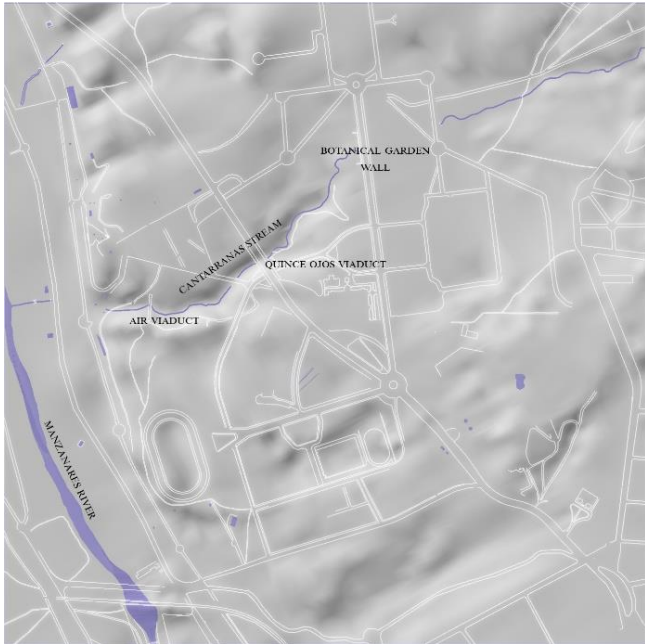 BOTANICAL GARDEN
WALL
CANTARRANAS STREAM
QUINCE OJOS VIADUCT
AIR VIADUCT
MANZANARES RIVER